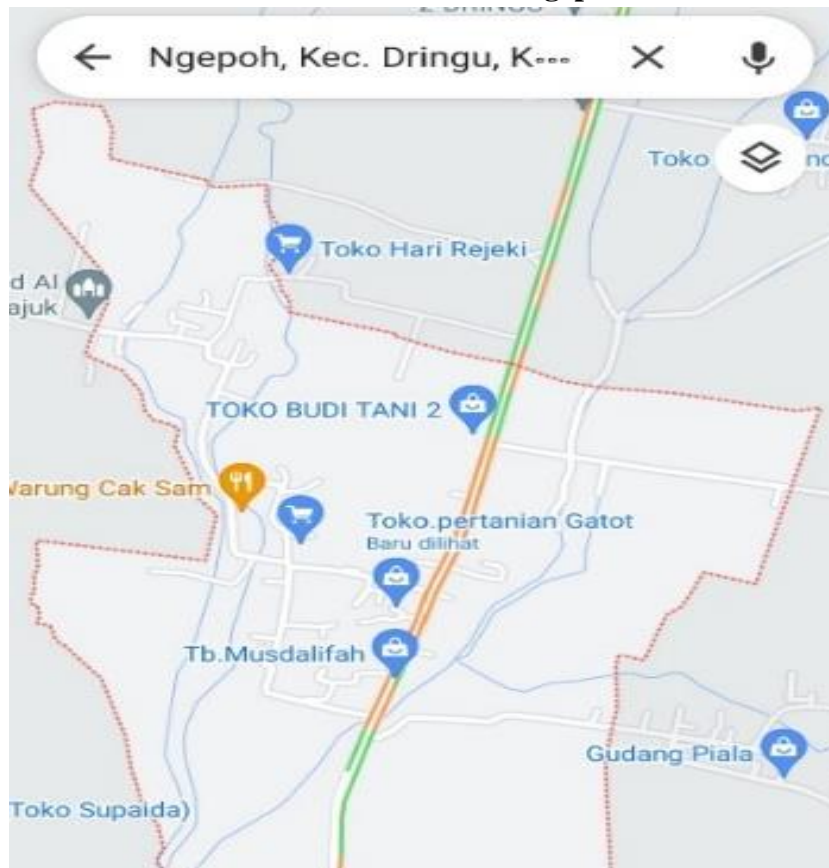 Ngepoh, Kec. Dringu, K...
Toko
Toko Hari Rejeki
d Al
ajuk
TOKO BUDI TANI 2
Warung Cak Sam
Toko.pertanian Gatot
Baru dilihat
Tb.Musdalifah
Gudang Piala
Toko Supaida)